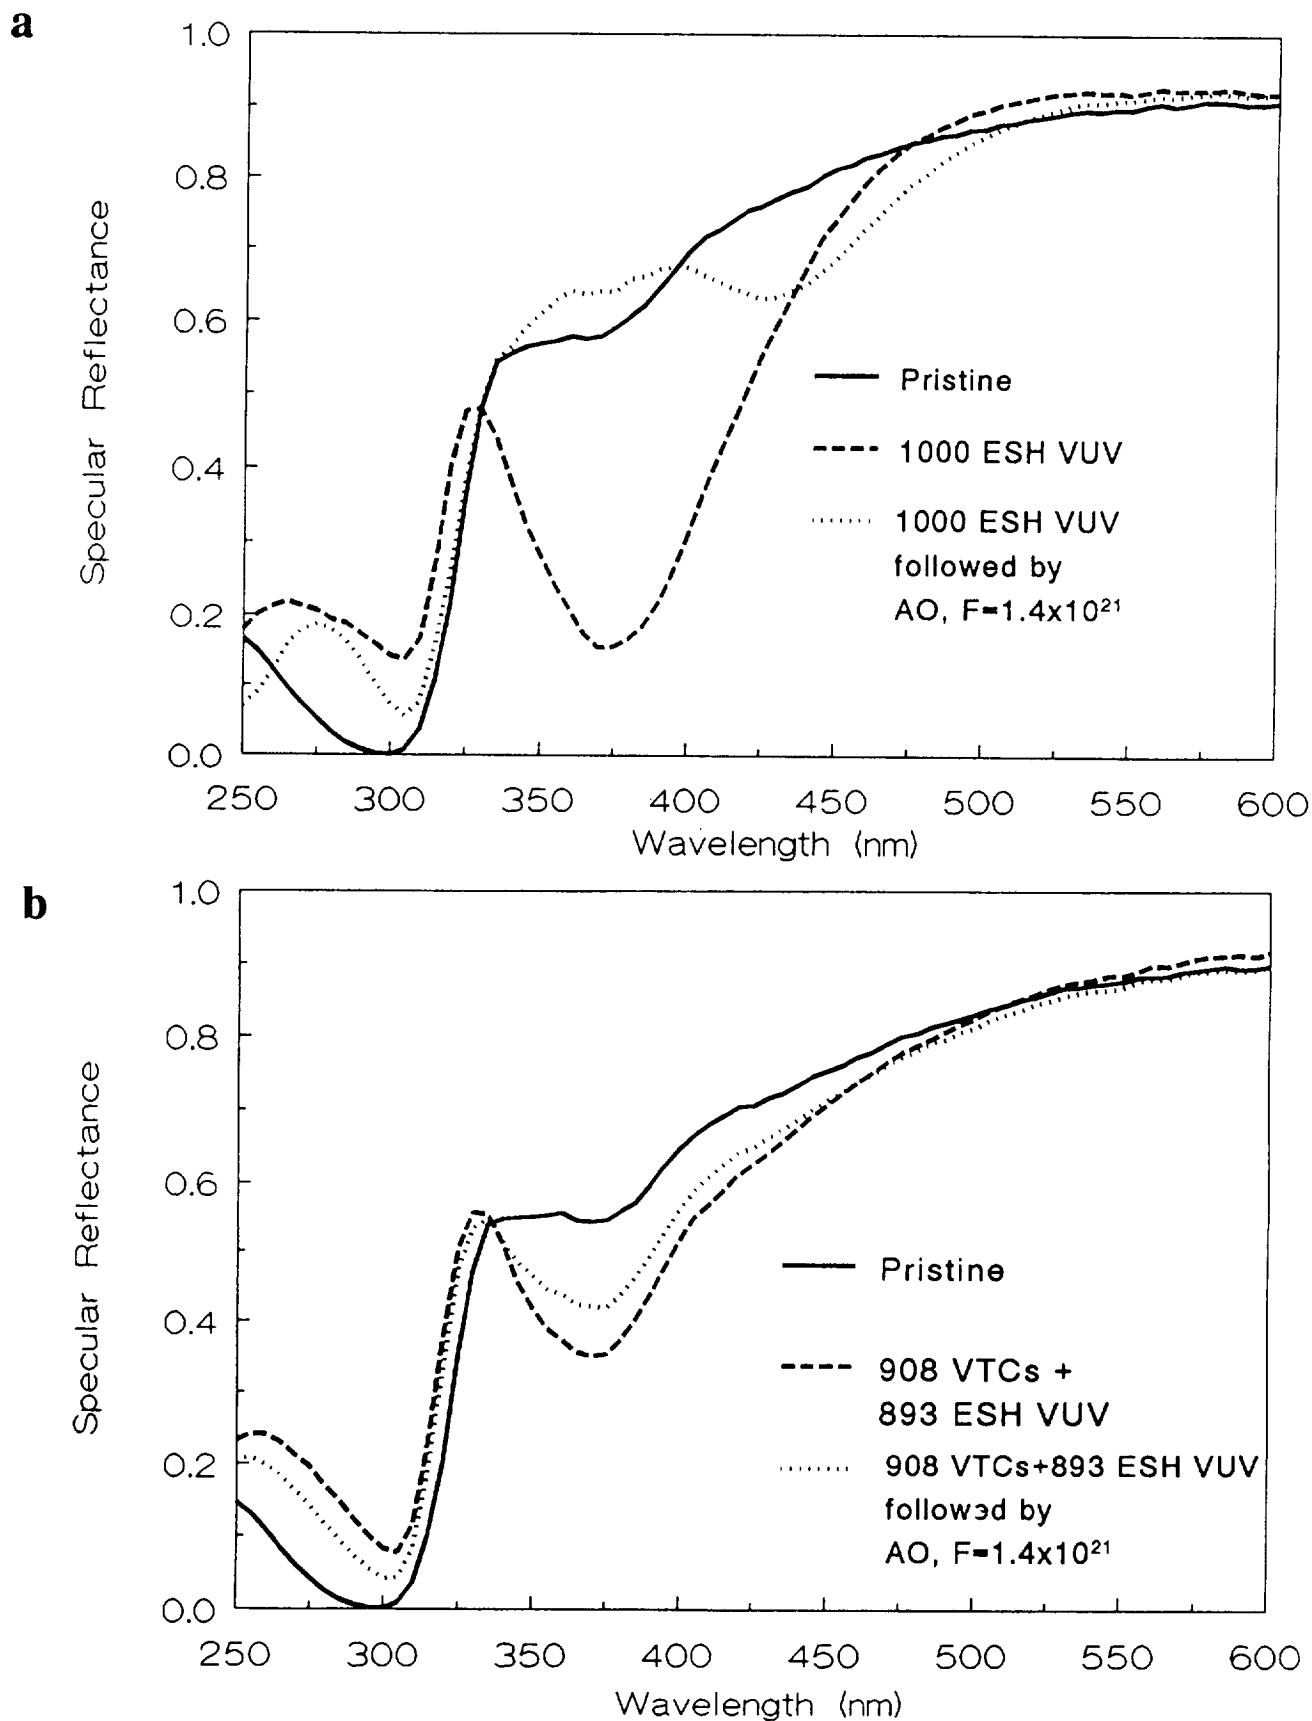 a
1.0
0.8
0.6
0.4
0.2
0.0
Specular Reflectance
Pristine
1000 ESH VUV
1000 ESH VUV
followed by
AO, F=1.4x10²¹
250 300 350 400 450 500 550 600
Wavelength (nm)
b
1.0
0.8
0.6
0.4
0.2
0.0
Specular Reflectance
Pristine
908 VTCs +
893 ESH VUV
908 VTCs+893 ESH VUV
followed by
AO, F=1.4x10²¹
250 300 350 400 450 500 550 600
Wavelength (nm)